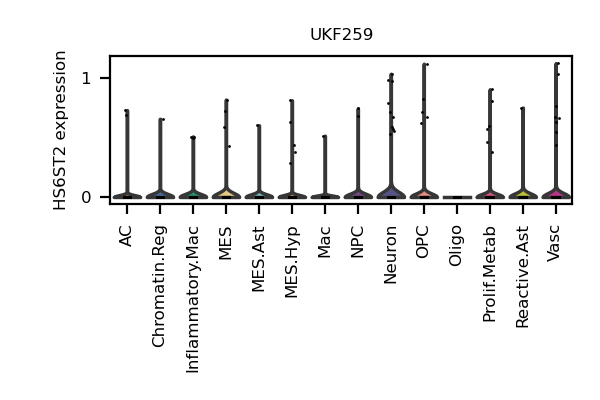 UKF259
HS6ST2 expression
1
0
AC
Chromatin.Reg
Inflammatory.Mac
MES
MES.Ast
MES.Hyp
Mac
NPC
Neuron
OPC
Oligo
Prolif.Metab
Reactive.Ast
Vasc